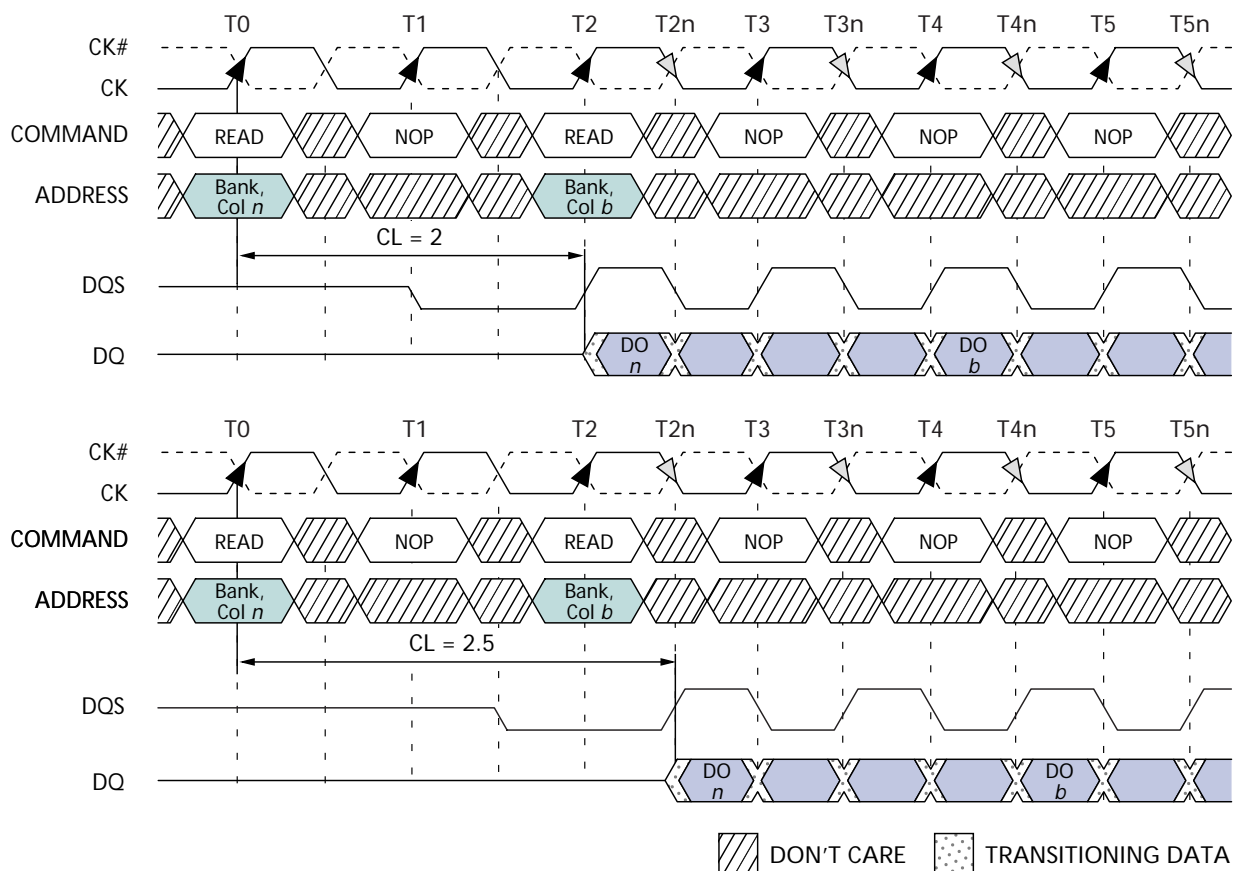 T0 T1 T2 T2n T3 T3n T4 T4n T5 T5n
CK#
CK
COMMAND READ NOP READ NOP NOP NOP
ADDRESS Bank, Col n Bank, Col b
CL = 2
DQS
DQ DO n DO b
T0 T1 T2 T2n T3 T3n T4 T4n T5 T5n
CK#
CK
COMMAND READ NOP READ NOP NOP NOP
ADDRESS Bank, Col n Bank, Col b
CL = 2.5
DQS
DQ DO n DO b
DON'T CARE TRANSITIONING DATA